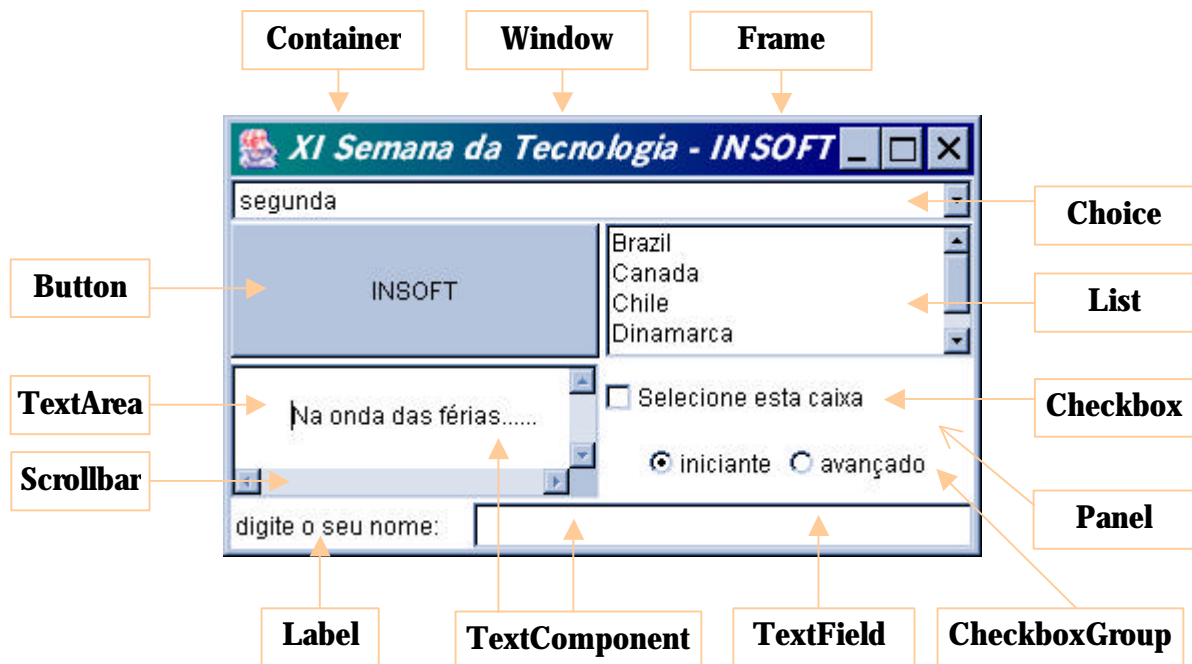 Container
Window
Frame
XI Semana da Tecnologia - INSOFT
segunda
Choice
Button
INSOFT
Brazil
Canada
Chile
Dinamarca
List
TextArea
Na onda das férias......
Selecione esta caixa
Checkbox
Scrollbar
iniciante
avançado
Panel
digite o seu nome:
Label
TextComponent
TextField
CheckboxGroup